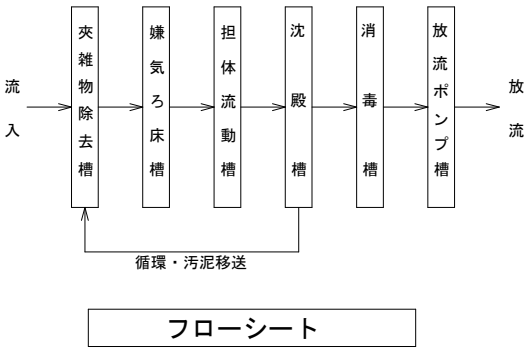 流入
夾雑物除去槽
嫌気ろ床槽
担体流動槽
沈殿槽
消毒槽
放流ポンプ槽
放流
循環・汚泥移送
フローシート